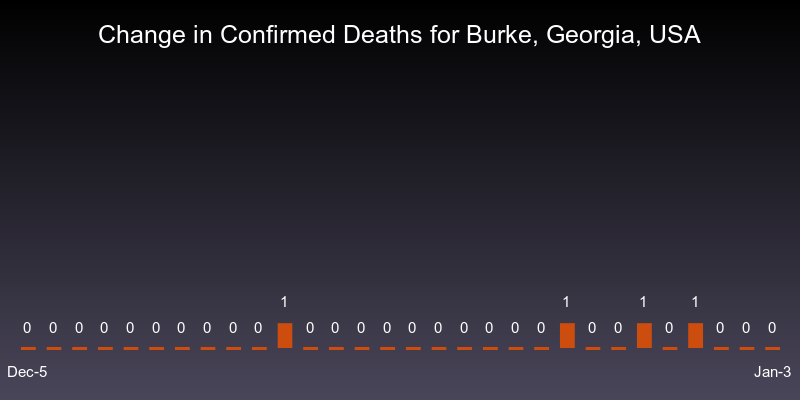 Change in Confirmed Deaths for Burke, Georgia, USA
1 1 1 1
0 0 0 0 0 0 0 0 0 0 0 0 0 0 0 0 0 0 0 0 0 0 0 0 0 0
Dec-5 Jan-3